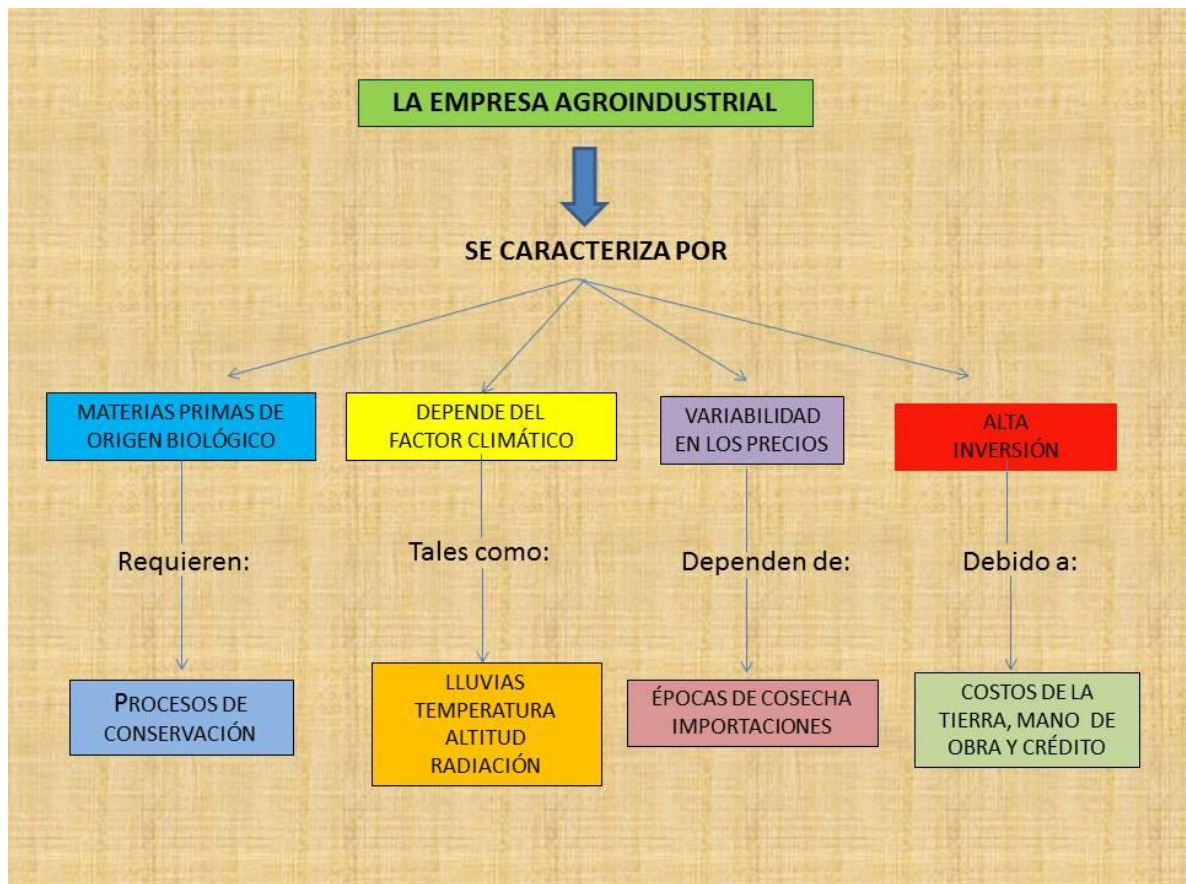 LA EMPRESA AGROINDUSTRIAL
SE CARACTERIZA POR
MATERIAS PRIMAS DE
ORIGEN BIOLÓGICO
DEPENDE DEL
FACTOR CLIMÁTICO
VARIABILIDAD
EN LOS PRECIOS
ALTA
INVERSIÓN
Requieren:
Tales como:
Dependen de:
Debido a:
PROCESOS DE
CONSERVACIÓN
LLUVIAS
TEMPERATURA
ALTITUD
RADIACIÓN
ÉPOCAS DE COSECHA
IMPORTACIONES
COSTOS DE LA
TIERRA, MANO DE
OBRA Y CRÉDITO